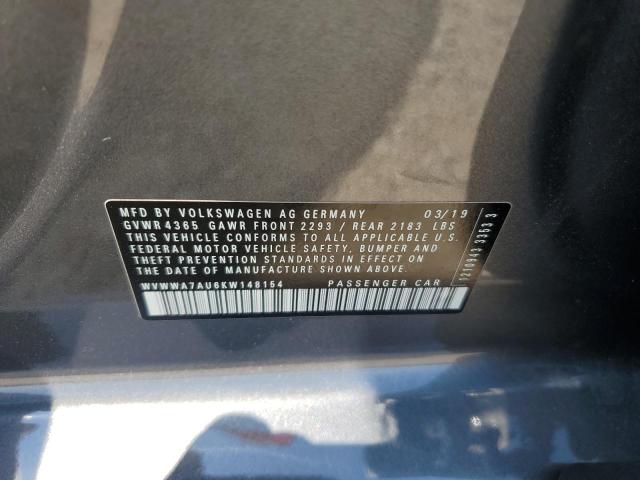 MFD BY VOLKSWAGEN AG GERMANY 03/19
GVWR 4365 GAWR FRONT 2293 / REAR 2183 LBS
THIS VEHICLE CONFORMS TO ALL APPLICABLE U.S.
FEDERAL MOTOR VEHICLE SAFETY, BUMPER AND
THEFT PREVENTION STANDARDS IN EFFECT ON
THE DATE OF MANUFACTURE SHOWN ABOVE.
WVWWA7AU6KW148154 PASSENGER CAR